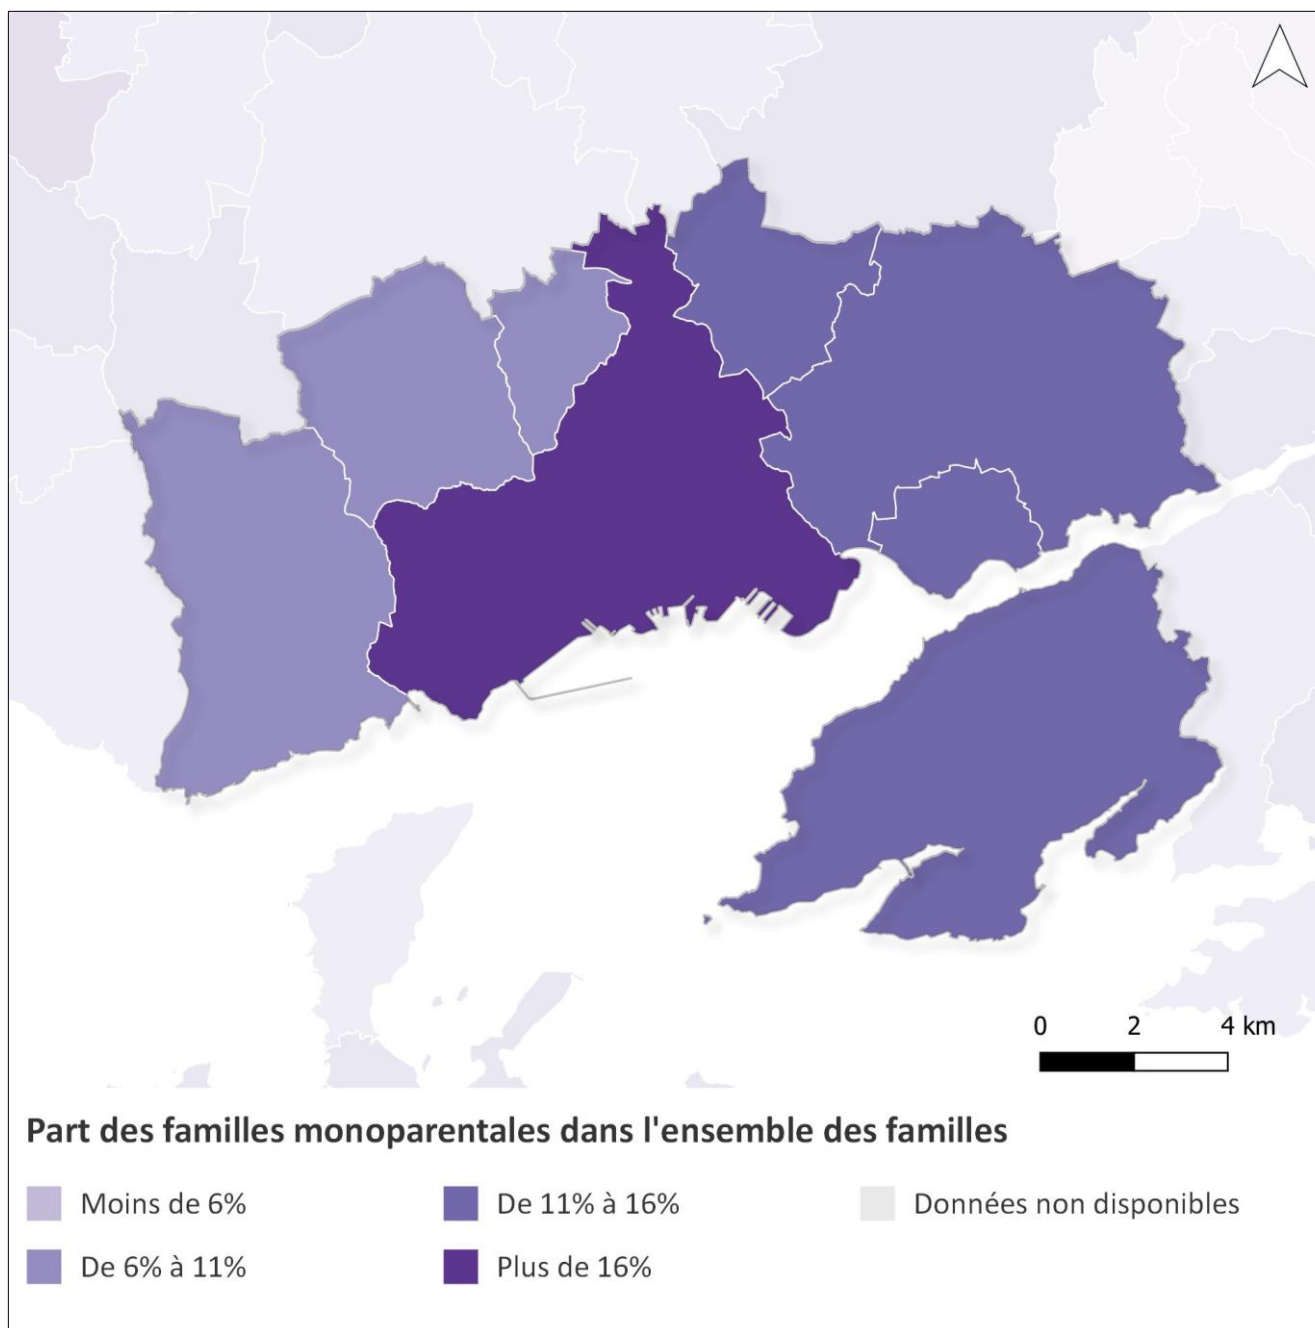 0 2 4 km
Part des familles monoparentales dans l'ensemble des familles
Moins de 6%
De 6% à 11%
De 11% à 16%
Plus de 16%
Données non disponibles